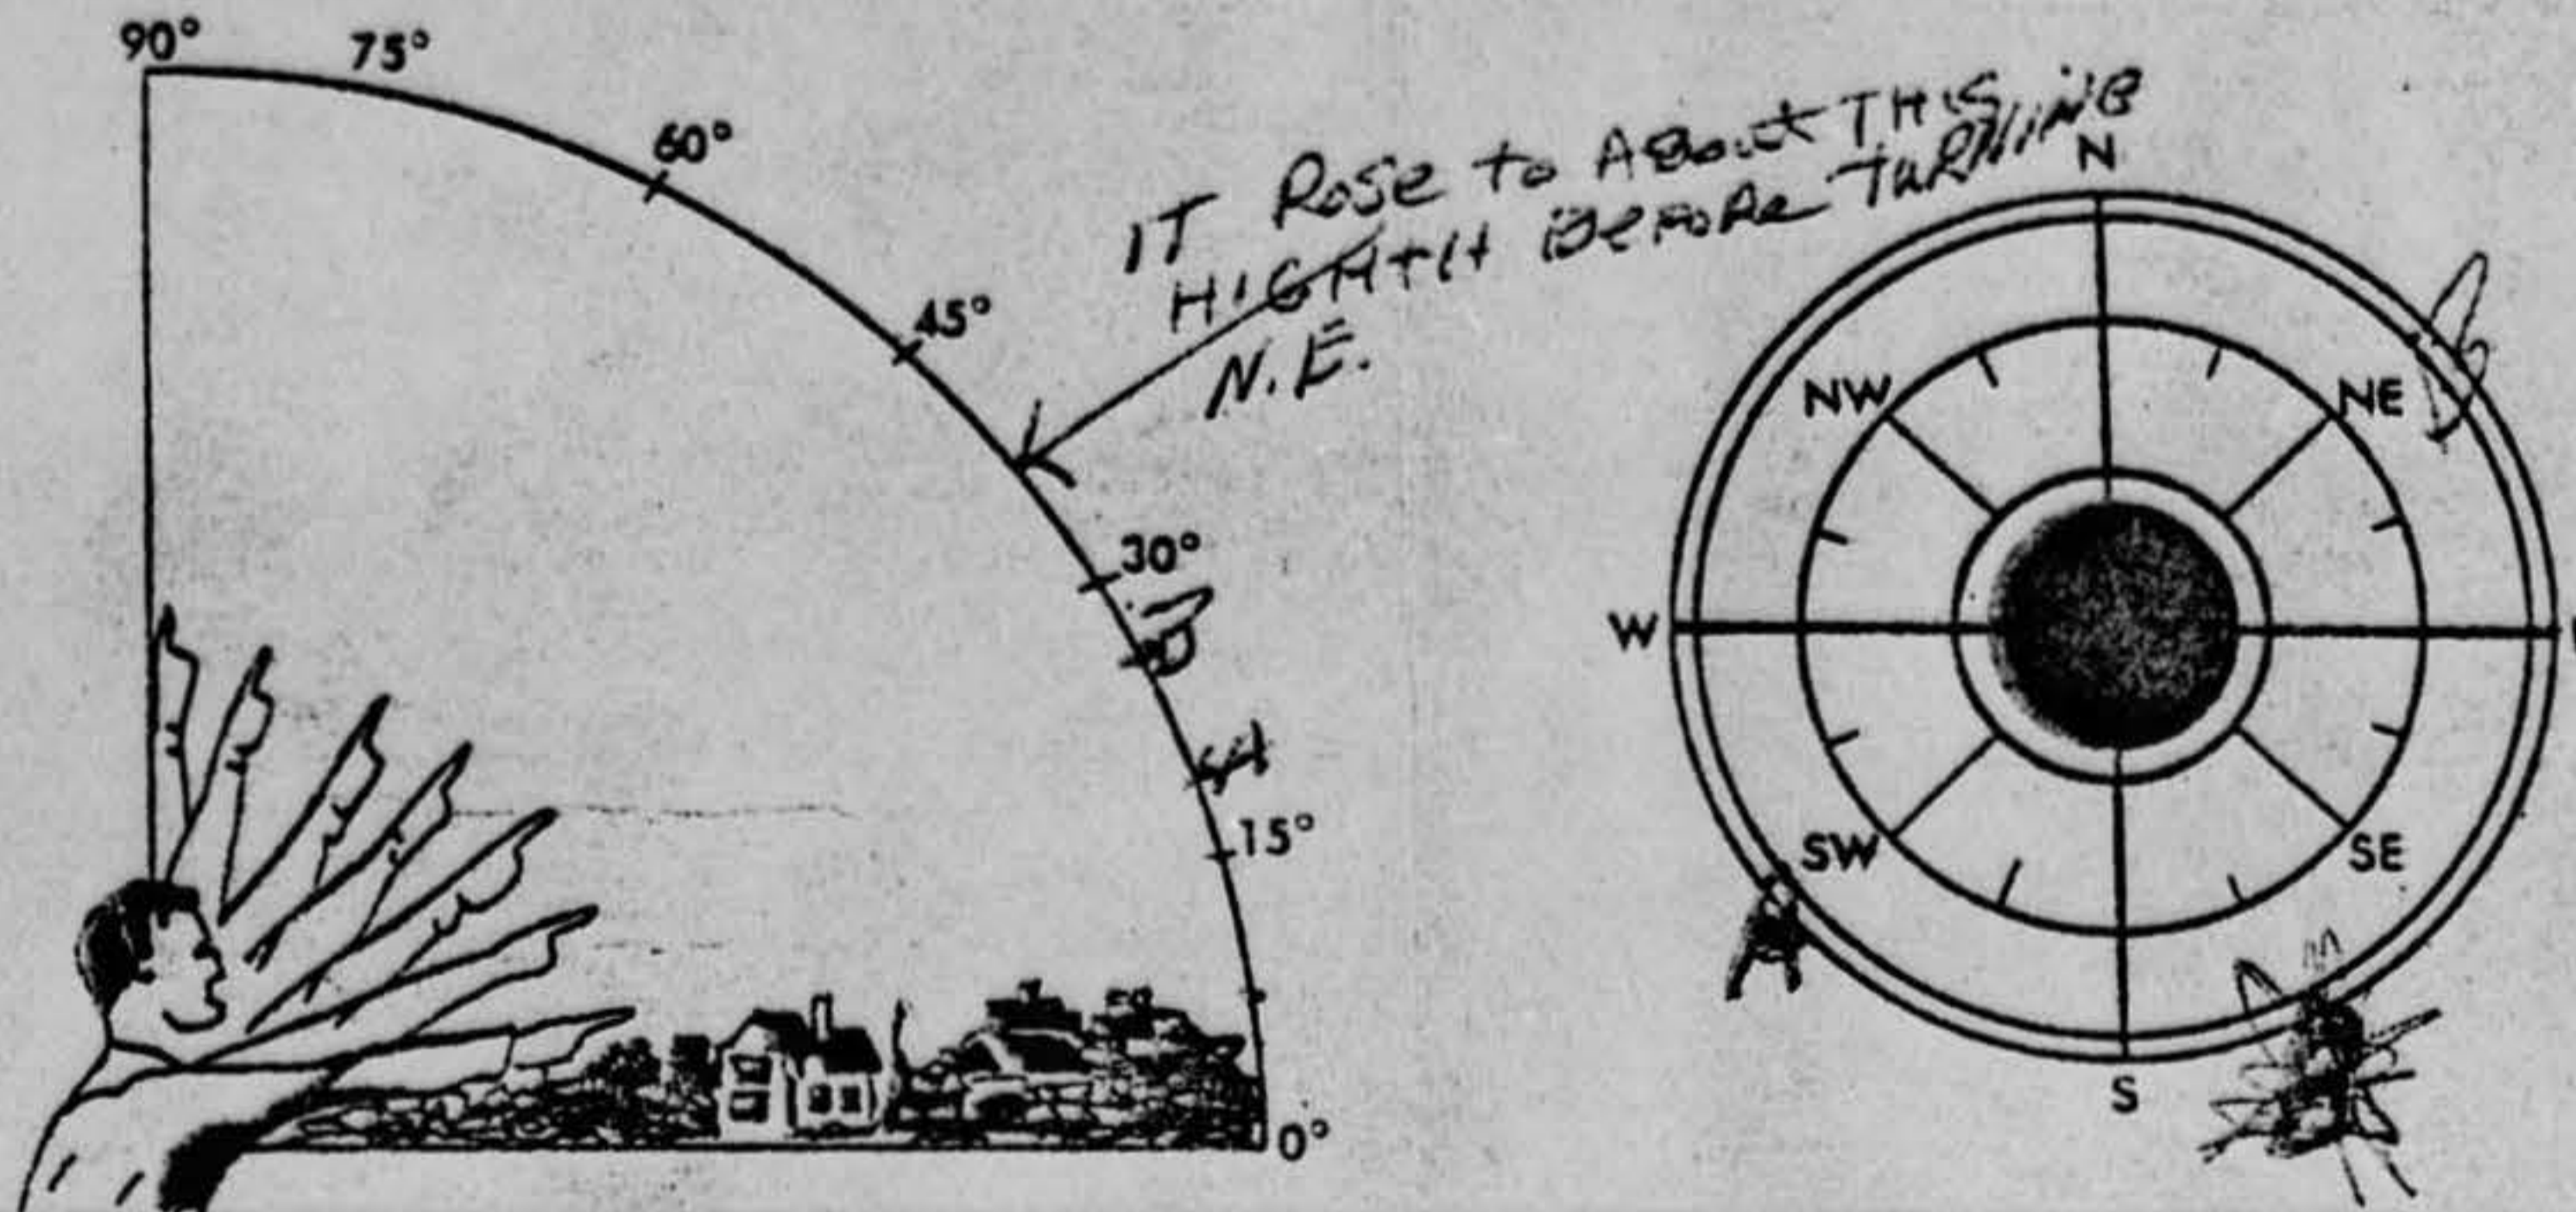 90°
75°
60°
45°
IT Rose to About THIS
HIGHTH Before TURNING
N.E.
30°
B
A
15°
0°
N
NW
NE
B
W
SW
SE
A
S